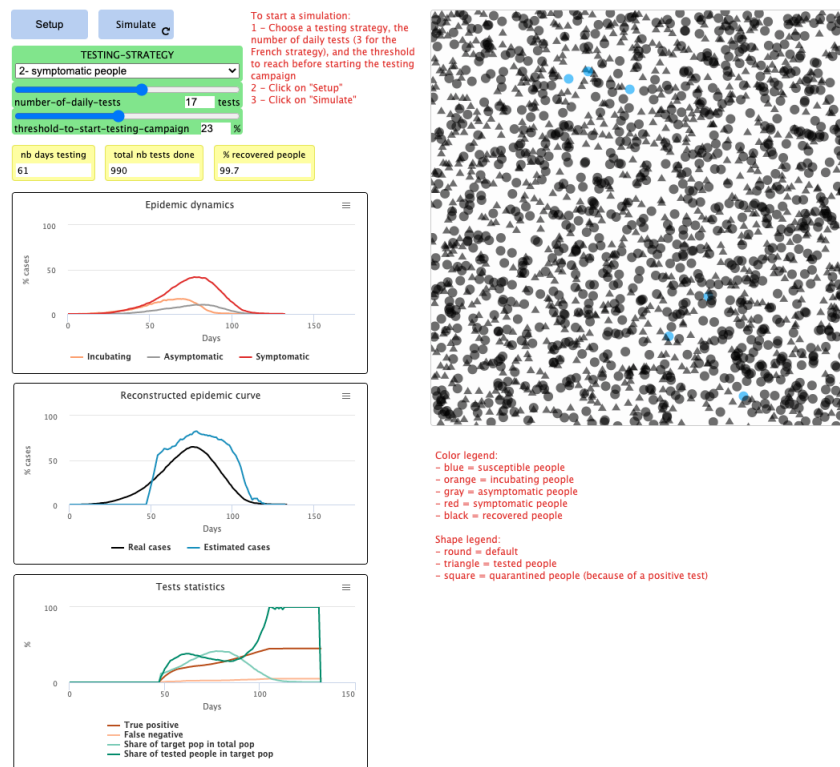 Setup
Simulate
To start a simulation:
1 - Choose a testing strategy, the
number of daily tests (3 for the
French strategy), and the threshold
to reach before starting the testing
campaign
2 - Click on "Setup"
3 - Click on "Simulate"
TESTING-STRATEGY
2- symptomatic people
number-of-daily-tests 17 tests
threshold-to-start-testing-campaign 23 %
nb days testing
61
total nb tests done
990
% recovered people
99.7
Epidemic dynamics
% cases
100
50
0
0 50 100 150
Days
Incubating Asymptomatic Symptomatic
Reconstructed epidemic curve
% cases
100
50
0
0 50 100 150
Days
Real cases Estimated cases
Tests statistics
%
100
50
0
0 50 100 150
Days
True positive
False negative
Share of target pop in total pop
Share of tested people in target pop
Color legend:
- blue = susceptible people
- orange = incubating people
- gray = asymptomatic people
- red = symptomatic people
- black = recovered people
Shape legend:
- round = default
- triangle = tested people
- square = quarantined people (because of a positive test)